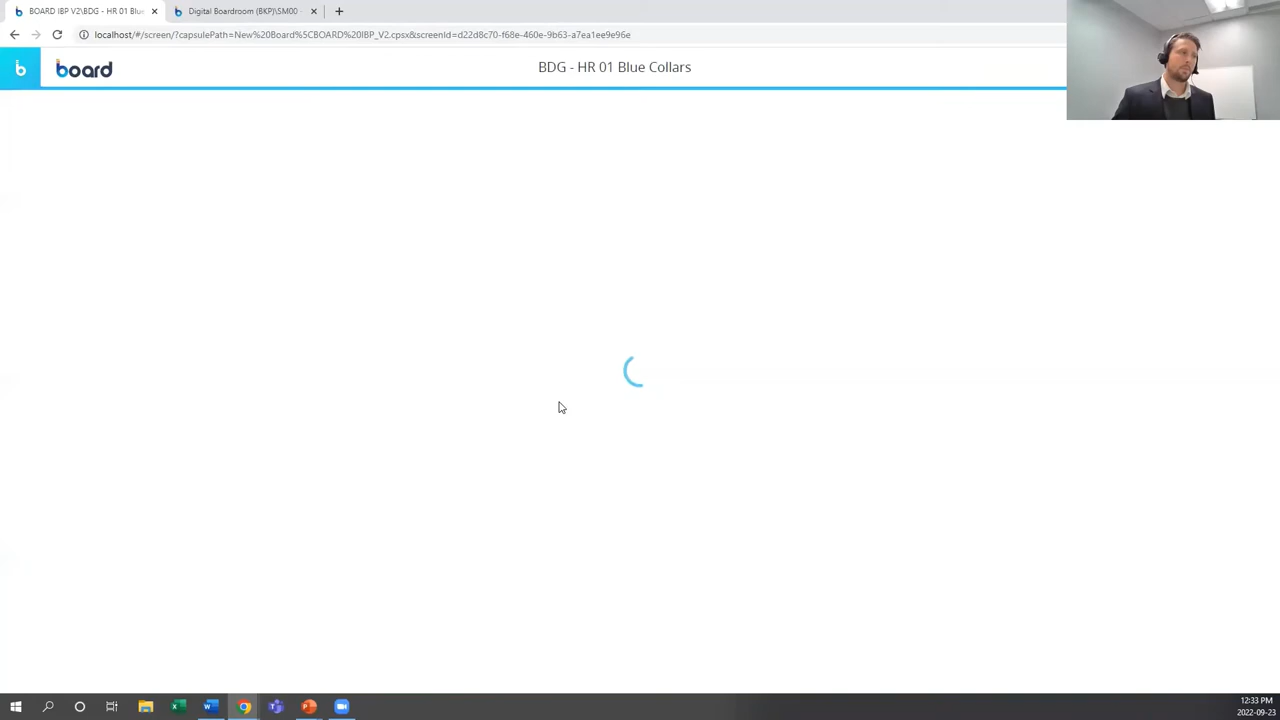 BOARD IBP V2\BDG - HR 01 Blue
Digital Boardroom (BKP)\SM00 -
localhost/#/screen/?capsulePath=New%20Board%5CBOARD%20IBP_V2.cpsx&screenId=d22d8c70-f68e-460e-9b63-a7ea1ee9e96e
b
board
BDG - HR 01 Blue Collars
12:33 PM
2022-09-23